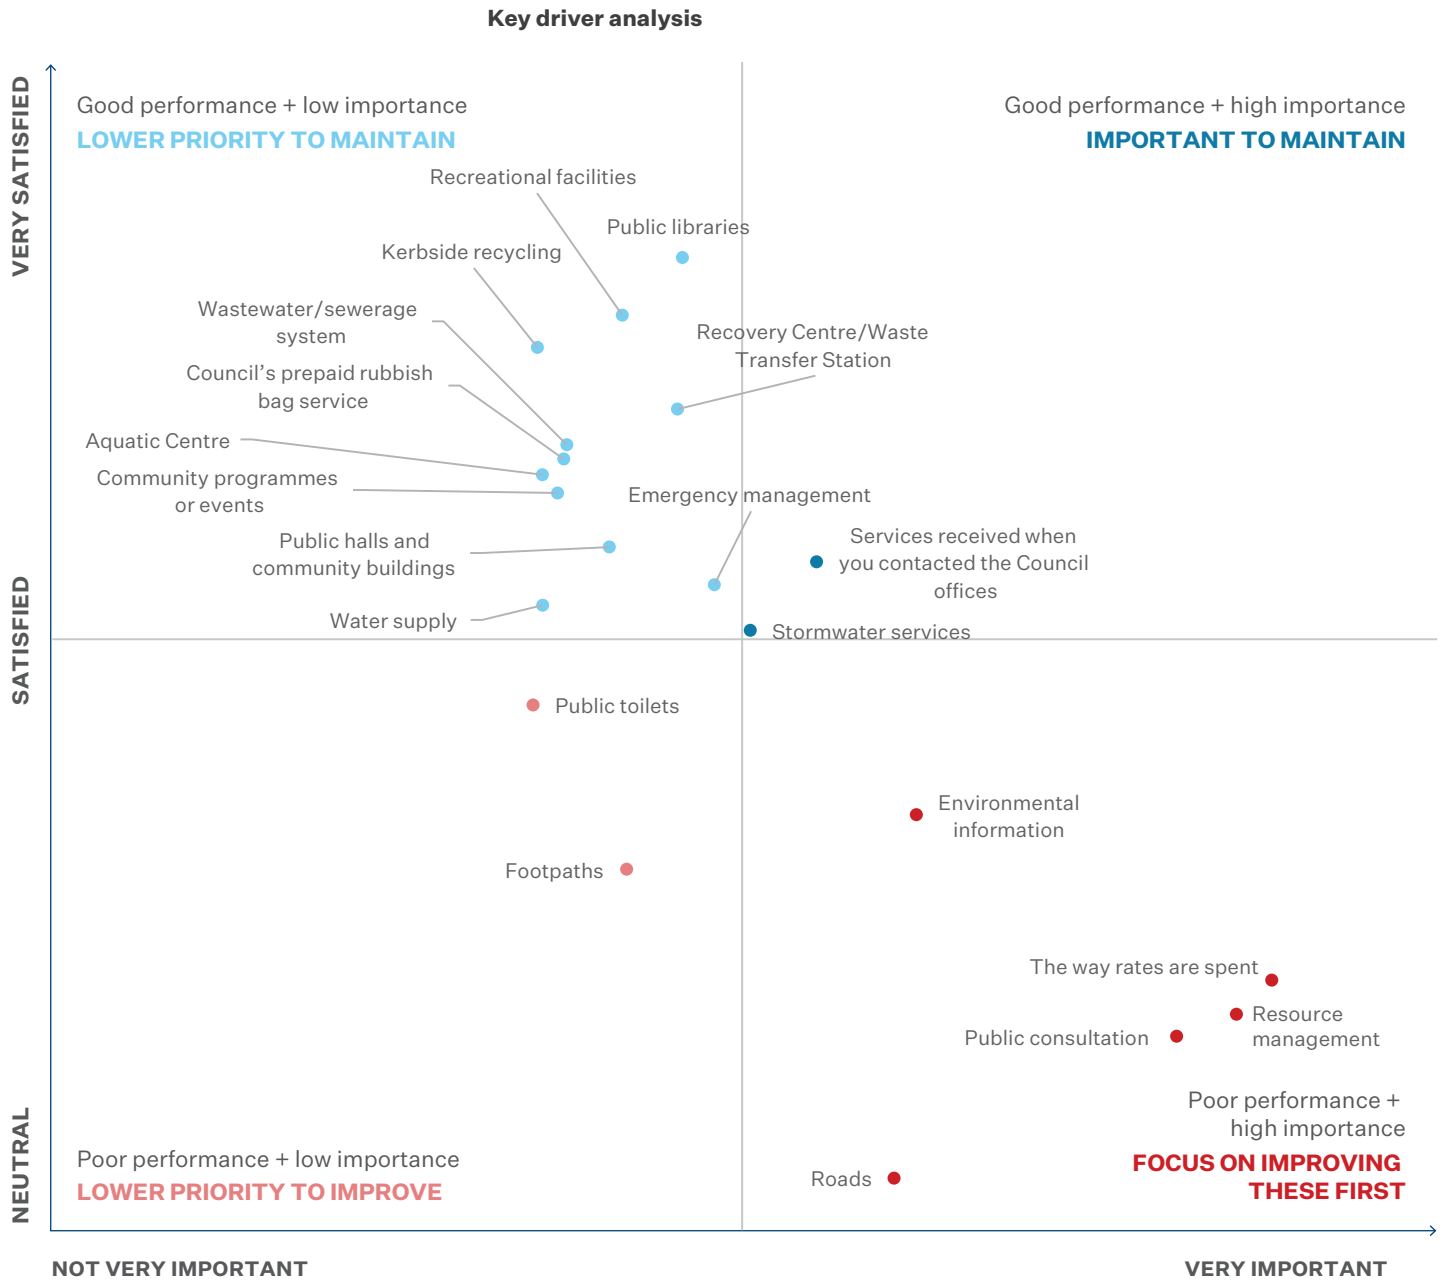 Key driver analysis
VERY SATISFIED
SATISFIED
NEUTRAL
Good performance + low importance
LOWER PRIORITY TO MAINTAIN
Good performance + high importance
IMPORTANT TO MAINTAIN
Recreational facilities
Public libraries
Kerbside recycling
Wastewater/sewerage
system
Recovery Centre/Waste
Transfer Station
Council’s prepaid rubbish
bag service
Aquatic Centre
Community programmes
or events
Emergency management
Public halls and
community buildings
Services received when
you contacted the Council
offices
Water supply
Stormwater services
Public toilets
Environmental
information
Footpaths
The way rates are spent
Resource
management
Public consultation
Poor performance +
high importance
FOCUS ON IMPROVING
THESE FIRST
Poor performance + low importance
LOWER PRIORITY TO IMPROVE
Roads
NOT VERY IMPORTANT
VERY IMPORTANT